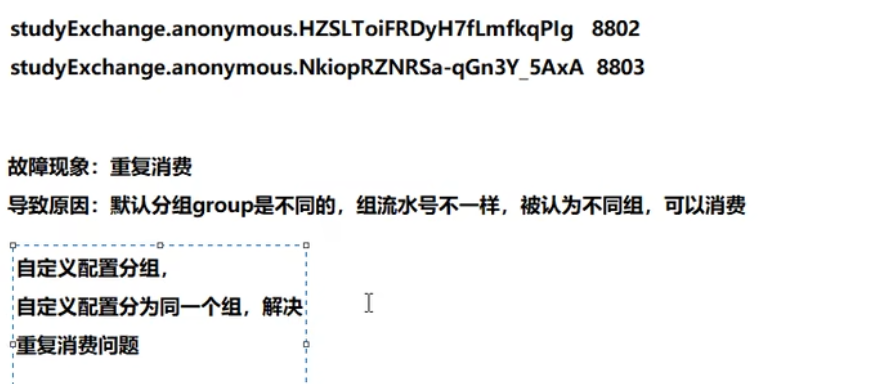 studyExchange.anonymous.HZSLToiFRDyH7fLmfkqPIg 8802
studyExchange.anonymous.NkiopRZNRSa-qGn3Y_5AxA 8803
故障现象：重复消费
导致原因：默认分组group是不同的，组流水号不一样，被认为不同组，可以消费
自定义配置分组，
自定义配置分为同一个组，解决
重复消费问题